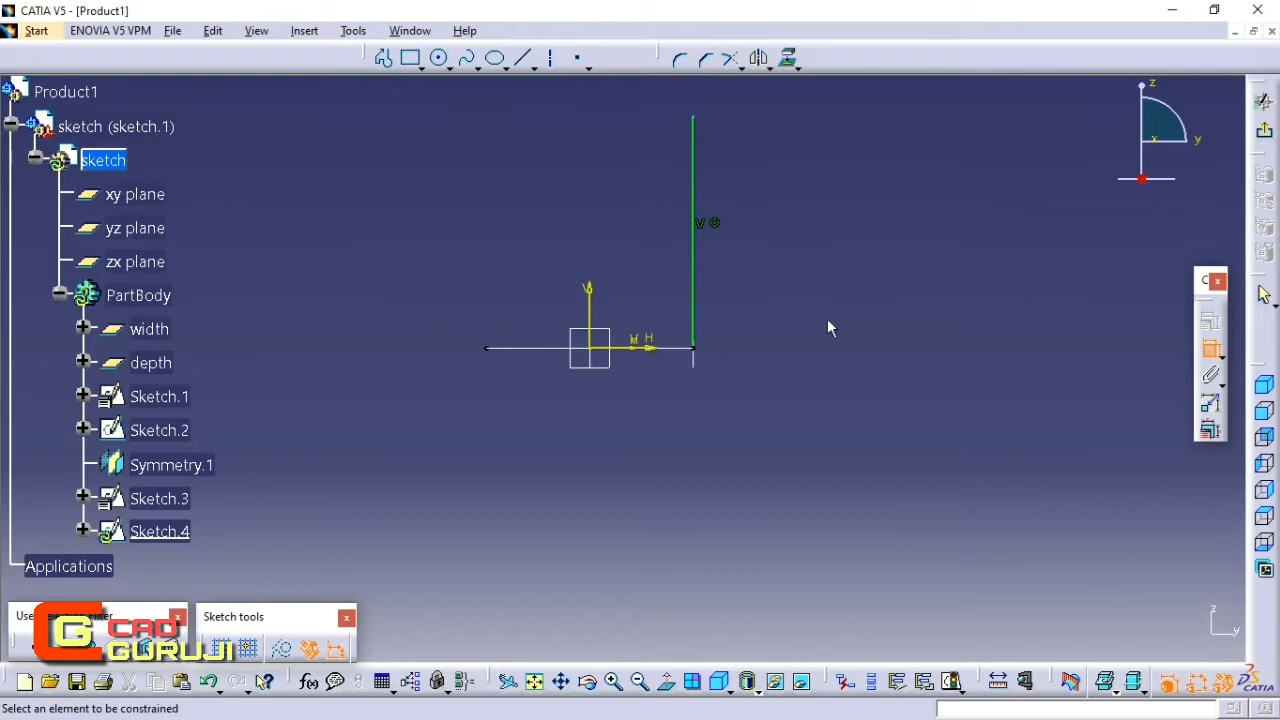 CATIA V5 - [Product1]
Start ENOVIA V5 VPM File Edit View Insert Tools Window Help
Product1
sketch (sketch.1)
sketch
xy plane
yz plane
zx plane
PartBody
width
depth
Sketch.1
Sketch.2
Symmetry.1
Sketch.3
Sketch.4
Applications
V
V
H
z
x
y
z
y
Sketch tools
CAD
GURUJI
f(x)
Select an element to be constrained